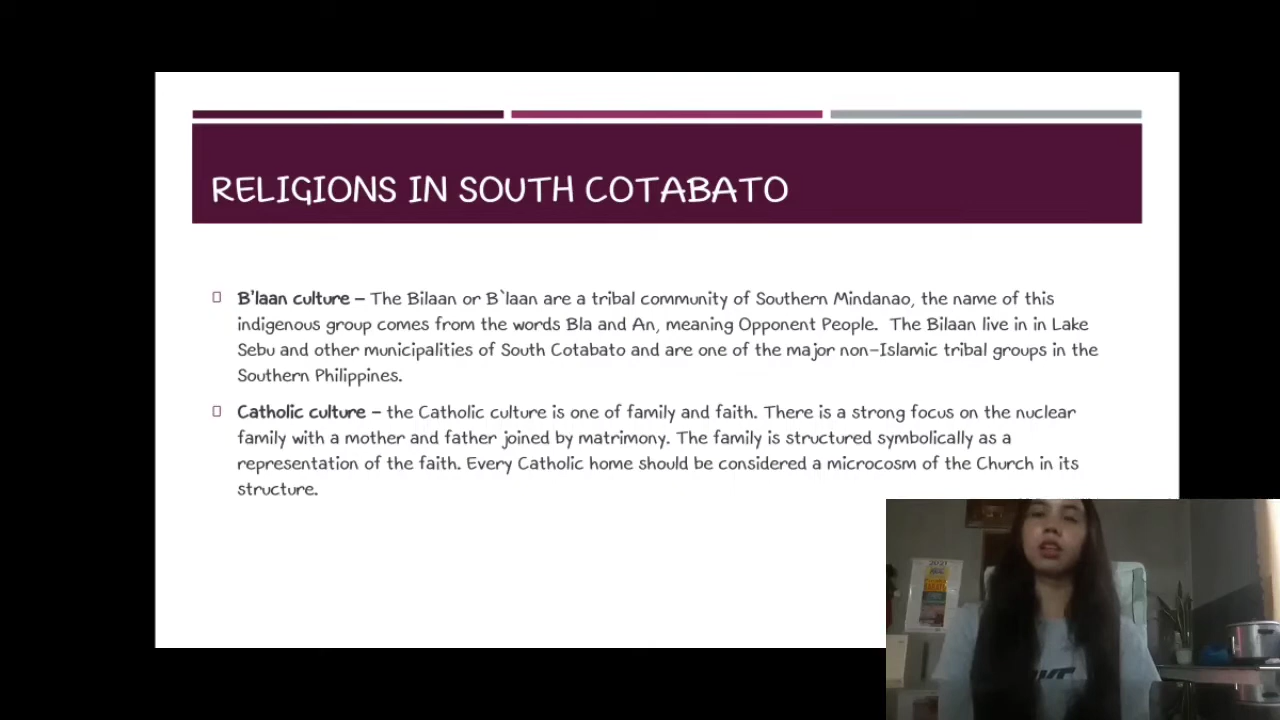 RELIGIONS IN SOUTH COTABATO
B'laan culture – The Bilaan or B`laan are a tribal community of Southern Mindanao, the name of this
indigenous group comes from the words Bla and An, meaning Opponent People. The Bilaan live in in Lake
Sebu and other municipalities of South Cotabato and are one of the major non-Islamic tribal groups in the
Southern Philippines.
Catholic culture – the Catholic culture is one of family and faith. There is a strong focus on the nuclear
family with a mother and father joined by matrimony. The family is structured symbolically as a
representation of the faith. Every Catholic home should be considered a microcosm of the Church in its
structure.
2021